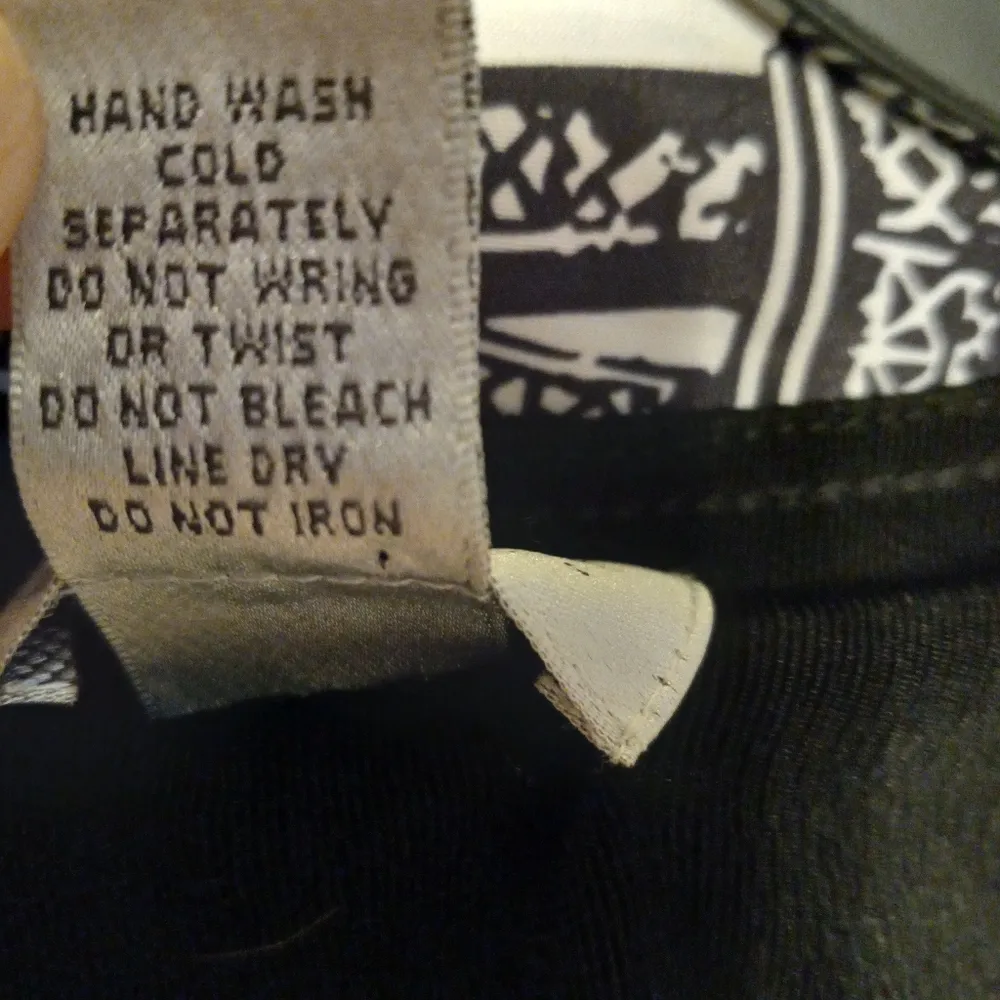 HAND WASH
COLD
SEPARATELY
DO NOT WRING
OR TWIST
DO NOT BLEACH
LINE DRY
DO NOT IRON